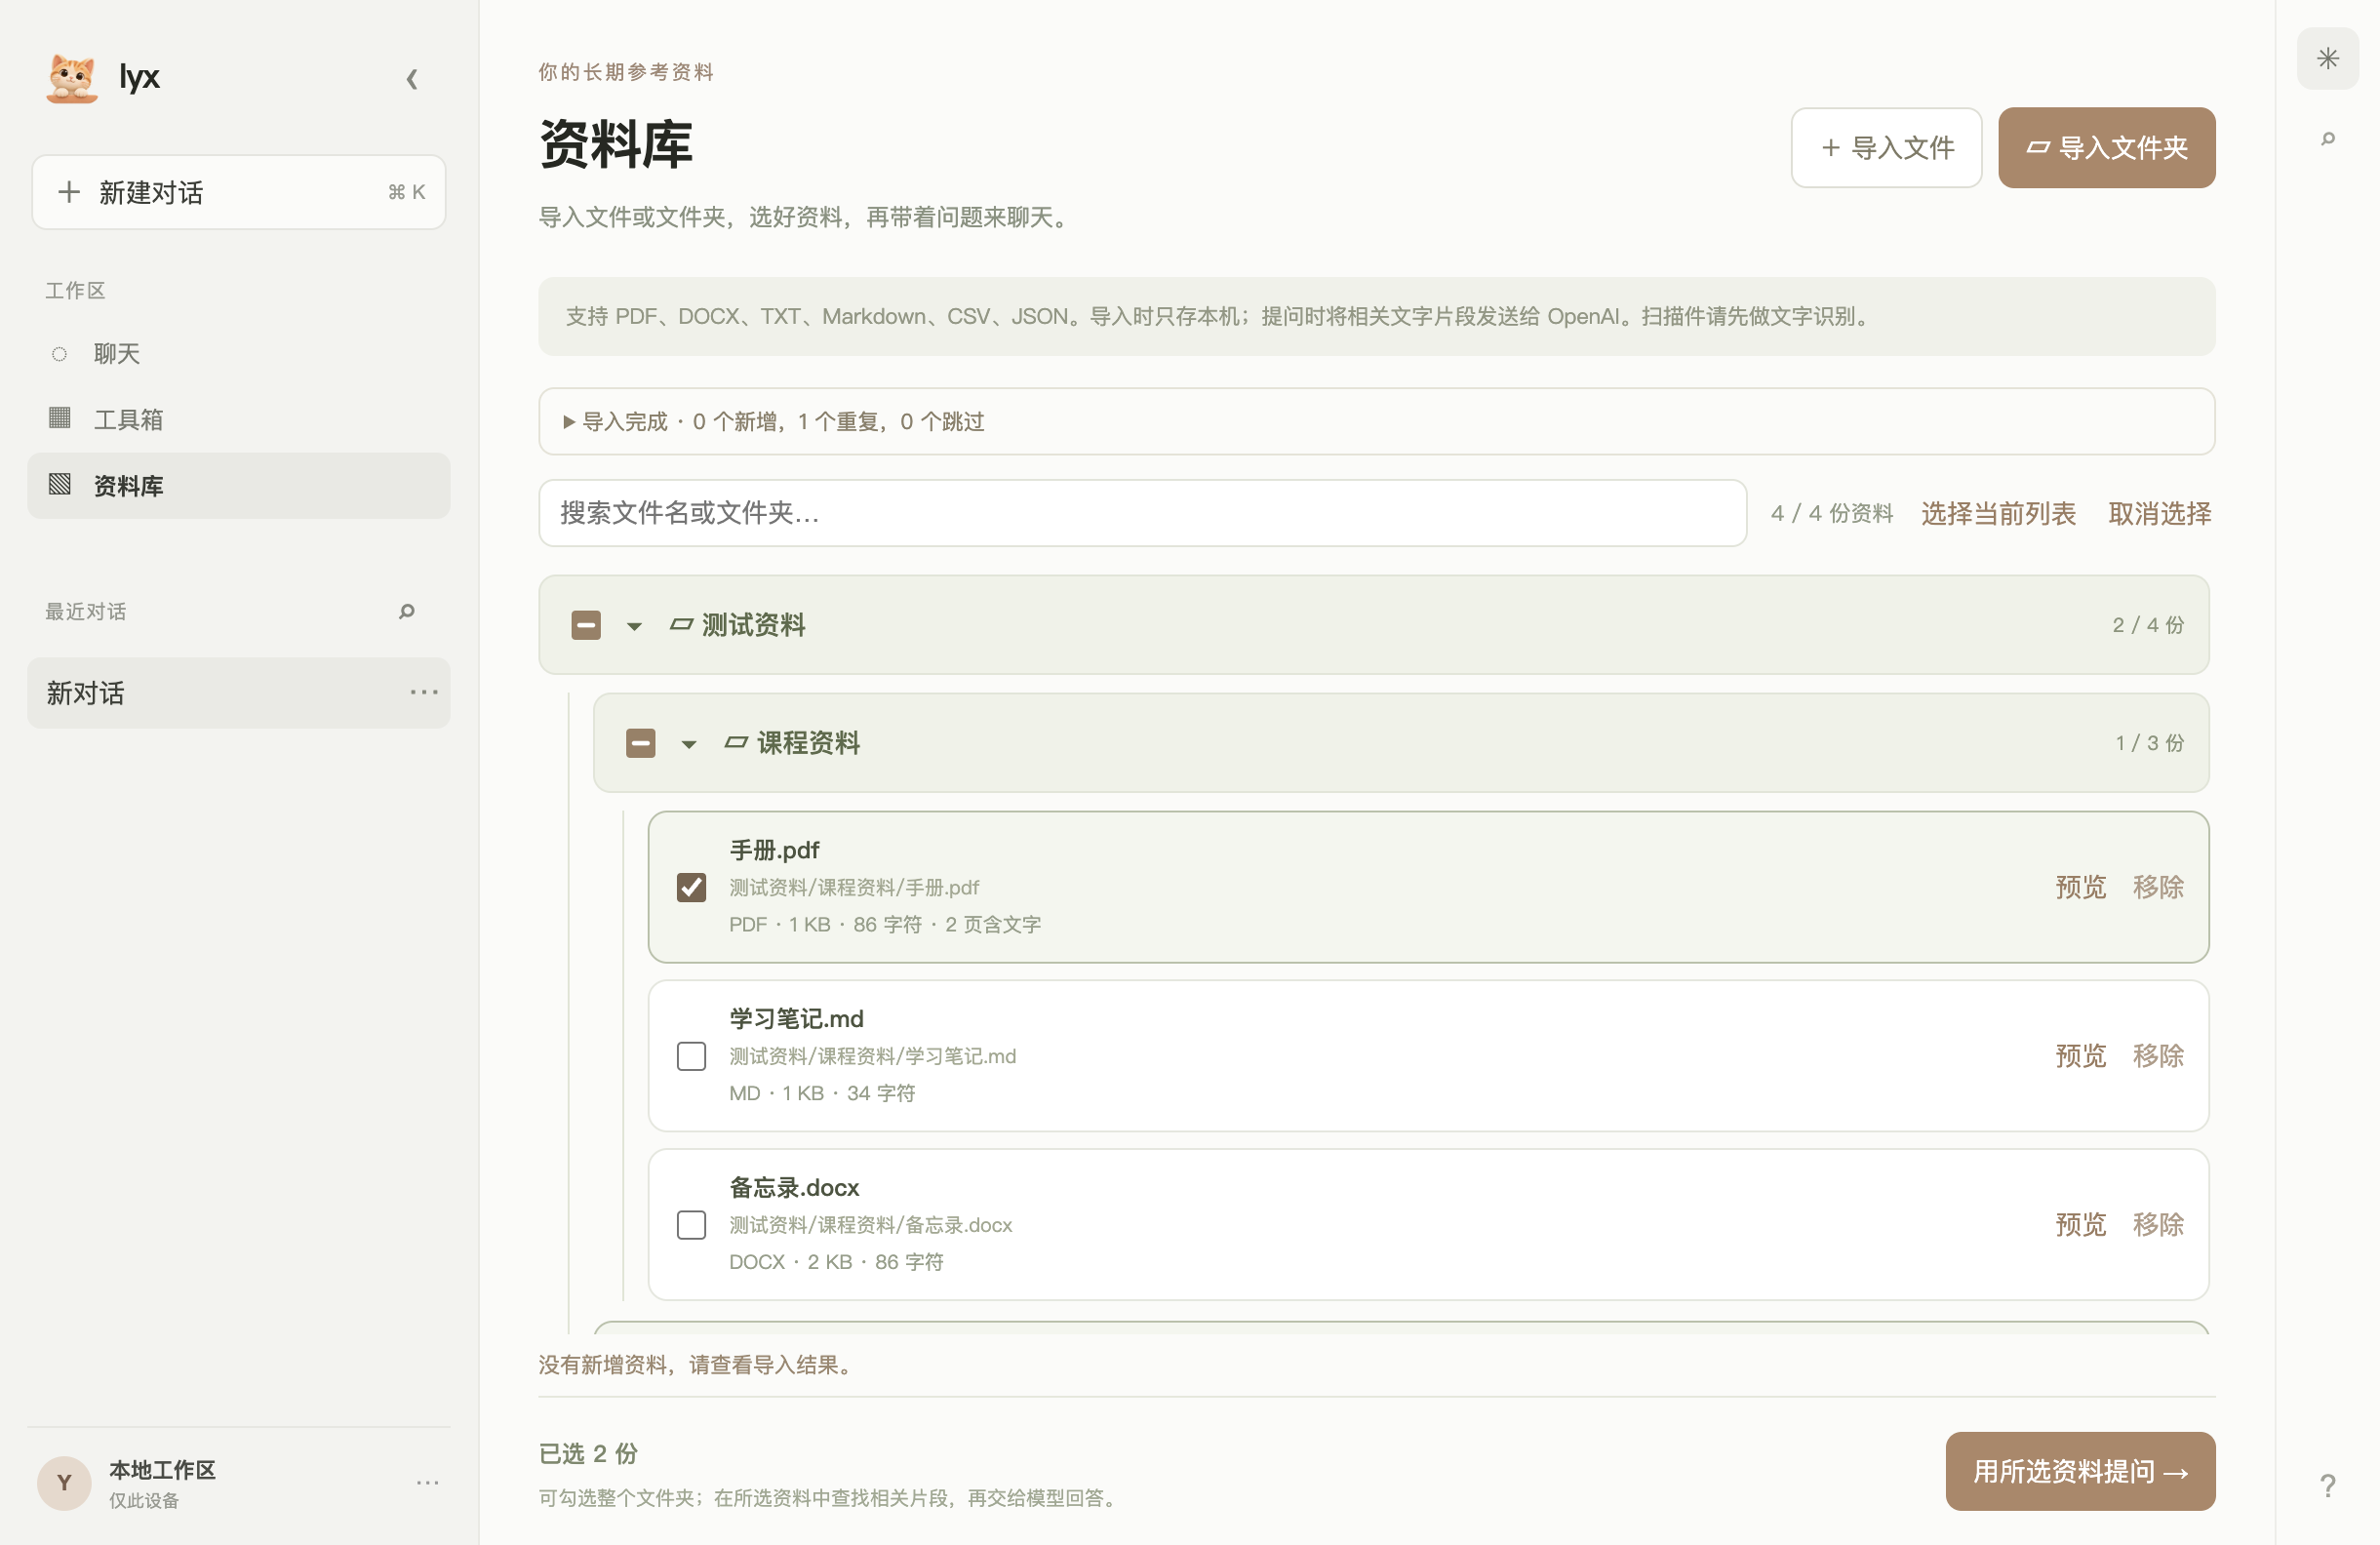 lyx
新建对话
⌘ K
工作区
聊天
工具箱
资料库
最近对话
新对话
Y
本地工作区
仅此设备
你的长期参考资料
资料库
导入文件或文件夹，选好资料，再带着问题来聊天。
+ 导入文件
导入文件夹
支持 PDF、DOCX、TXT、Markdown、CSV、JSON。导入时只存本机；提问时将相关文字片段发送给 OpenAI。扫描件请先做文字识别。
导入完成 · 0 个新增，1 个重复，0 个跳过
搜索文件名或文件夹…
4 / 4 份资料
选择当前列表
取消选择
测试资料
2 / 4 份
课程资料
1 / 3 份
手册.pdf
测试资料/课程资料/手册.pdf
PDF · 1 KB · 86 字符 · 2 页含文字
预览
移除
学习笔记.md
测试资料/课程资料/学习笔记.md
MD · 1 KB · 34 字符
预览
移除
备忘录.docx
测试资料/课程资料/备忘录.docx
DOCX · 2 KB · 86 字符
预览
移除
没有新增资料，请查看导入结果。
已选 2 份
可勾选整个文件夹；在所选资料中查找相关片段，再交给模型回答。
用所选资料提问 →
?